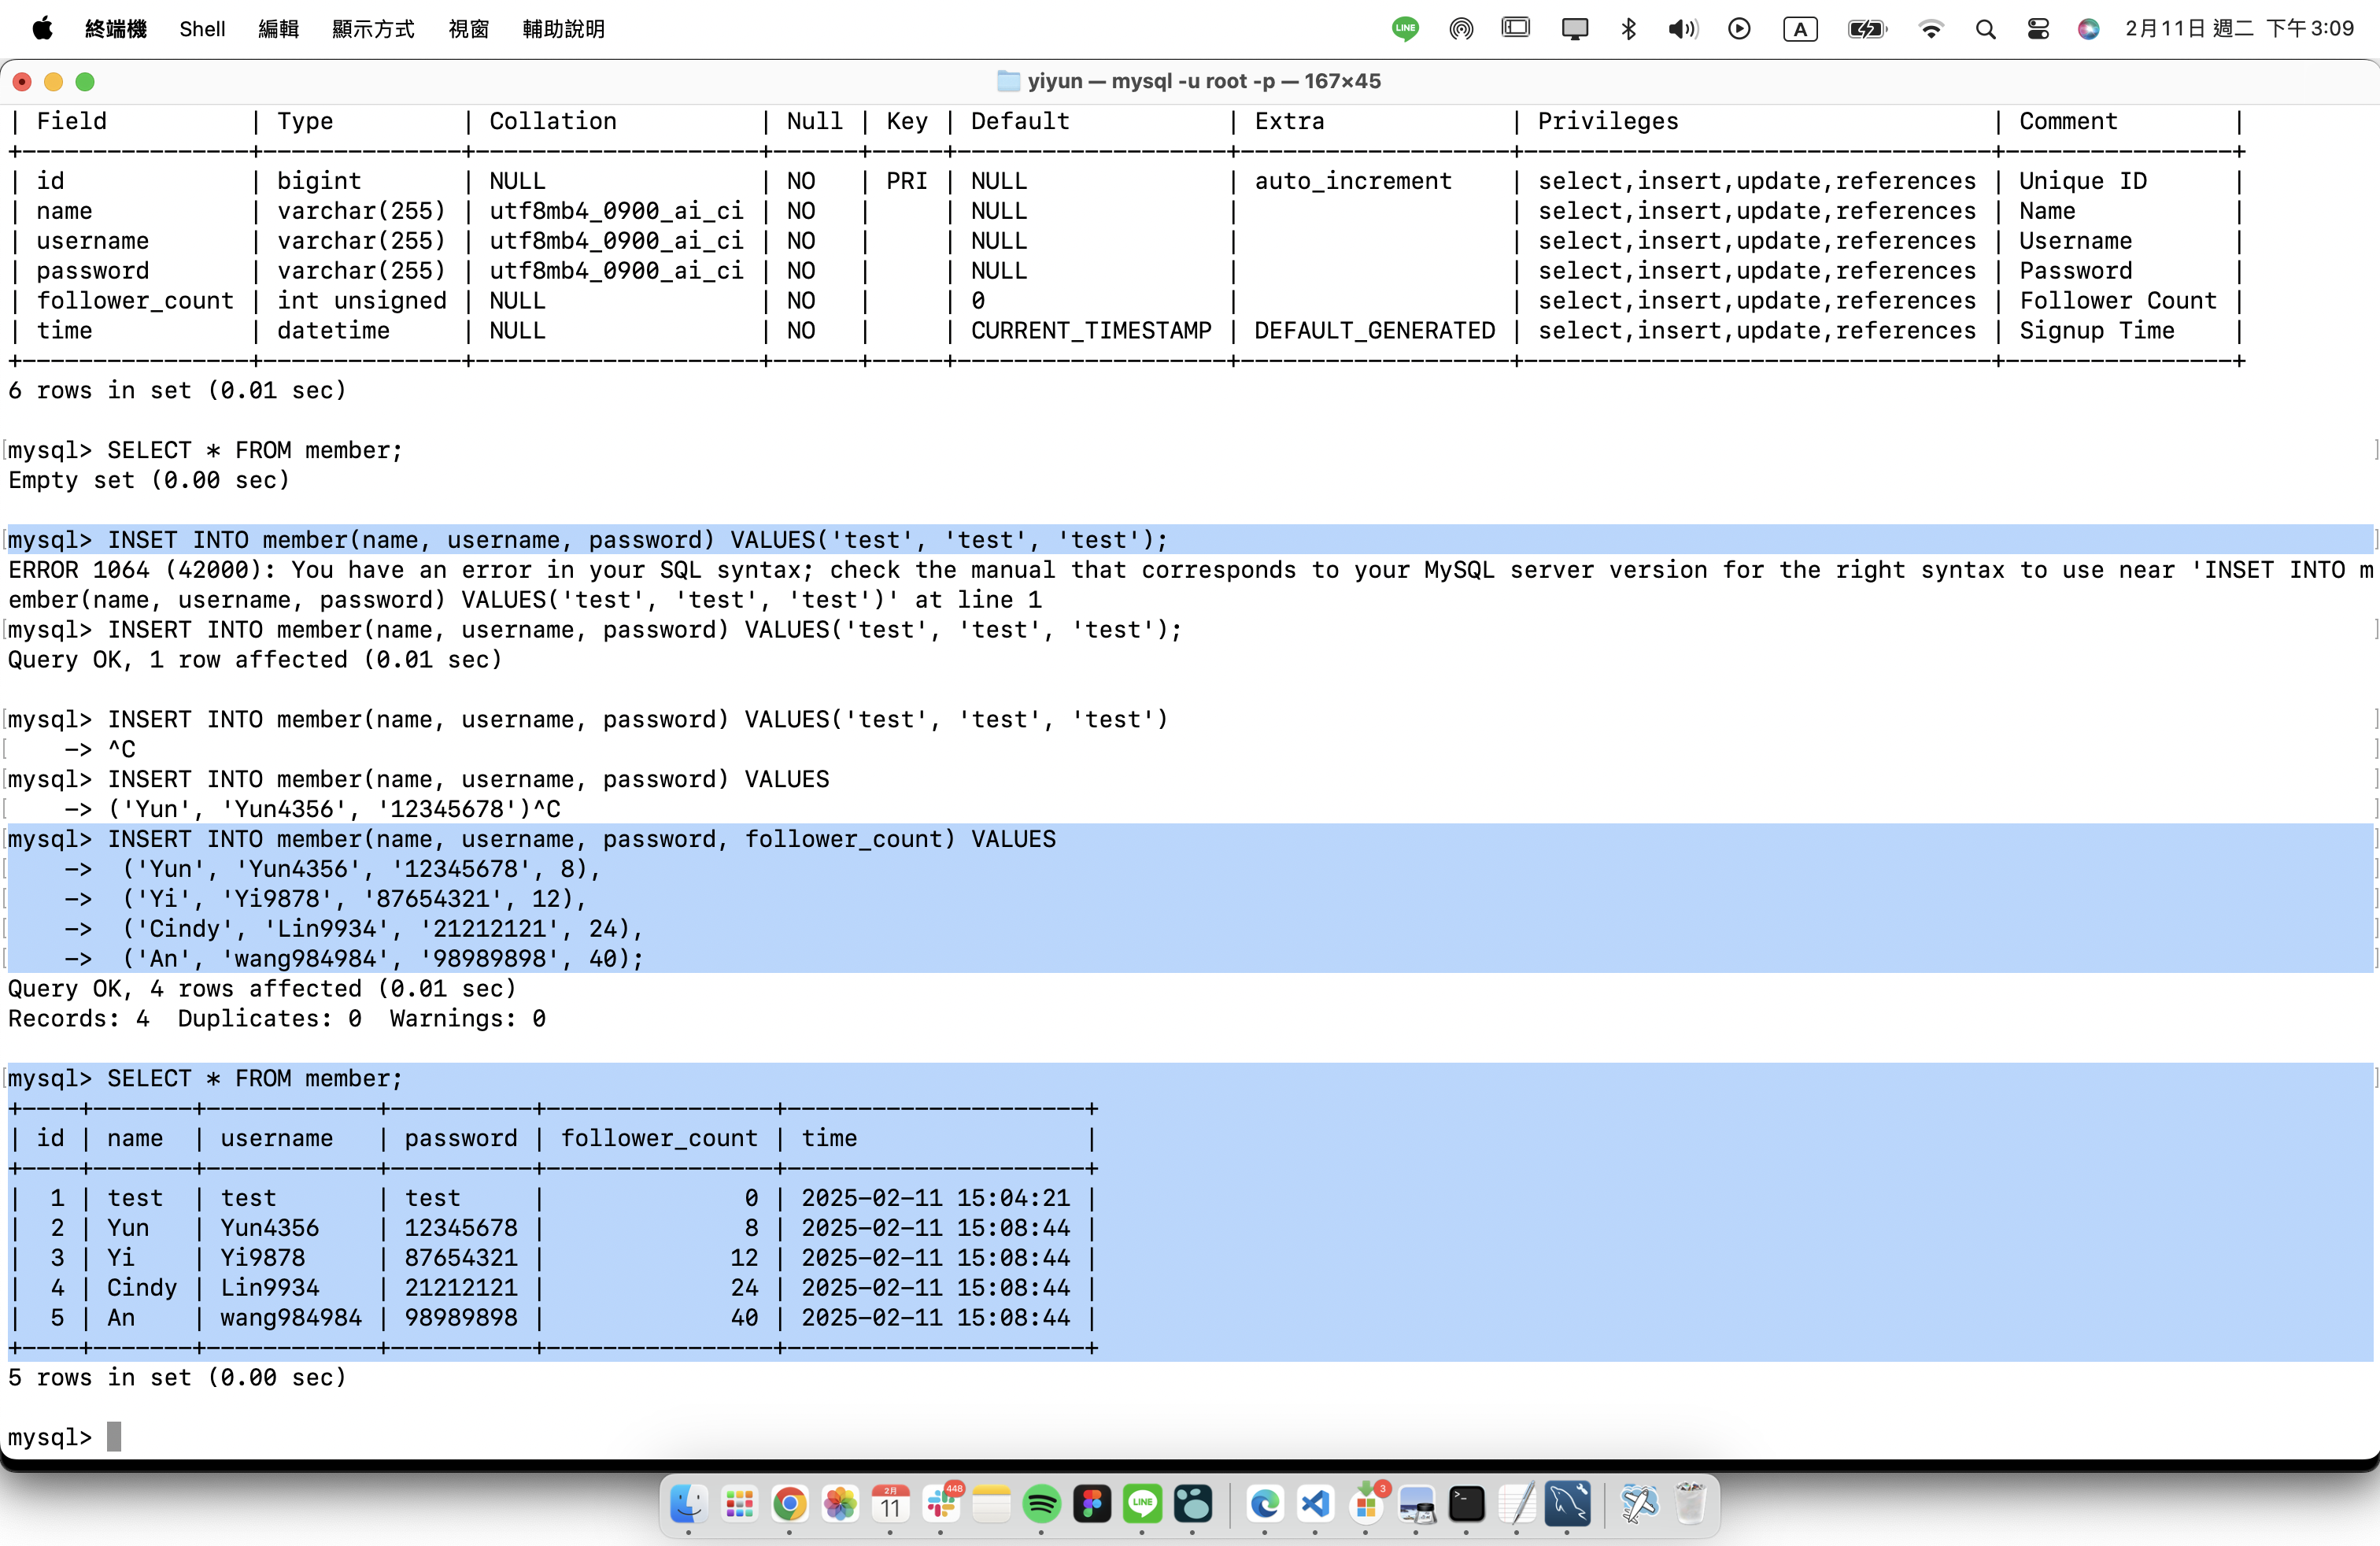 終端機 Shell 編輯 顯示方式 視窗 輔助說明 LINE A 2月11日 週二 下午3:09
yiyun — mysql -u root -p — 167×45
| Field | Type | Collation | Null | Key | Default | Extra | Privileges | Comment |
+----------------+--------------+--------------------+------+-----+-------------------+-------------------+---------------------------------+----------------+
| id | bigint | NULL | NO | PRI | NULL | auto_increment | select,insert,update,references | Unique ID |
| name | varchar(255) | utf8mb4_0900_ai_ci | NO | | NULL | | select,insert,update,references | Name |
| username | varchar(255) | utf8mb4_0900_ai_ci | NO | | NULL | | select,insert,update,references | Username |
| password | varchar(255) | utf8mb4_0900_ai_ci | NO | | NULL | | select,insert,update,references | Password |
| follower_count | int unsigned | NULL | NO | | 0 | | select,insert,update,references | Follower Count |
| time | datetime | NULL | NO | | CURRENT_TIMESTAMP | DEFAULT_GENERATED | select,insert,update,references | Signup Time |
+----------------+--------------+--------------------+------+-----+-------------------+-------------------+---------------------------------+----------------+
6 rows in set (0.01 sec)
mysql> SELECT * FROM member;
Empty set (0.00 sec)
mysql> INSET INTO member(name, username, password) VALUES('test', 'test', 'test');
ERROR 1064 (42000): You have an error in your SQL syntax; check the manual that corresponds to your MySQL server version for the right syntax to use near 'INSET INTO m
ember(name, username, password) VALUES('test', 'test', 'test')' at line 1
mysql> INSERT INTO member(name, username, password) VALUES('test', 'test', 'test');
Query OK, 1 row affected (0.01 sec)
mysql> INSERT INTO member(name, username, password) VALUES('test', 'test', 'test')
    -> ^C
mysql> INSERT INTO member(name, username, password) VALUES
    -> ('Yun', 'Yun4356', '12345678')^C
mysql> INSERT INTO member(name, username, password, follower_count) VALUES
    ->  ('Yun', 'Yun4356', '12345678', 8),
    ->  ('Yi', 'Yi9878', '87654321', 12),
    ->  ('Cindy', 'Lin9934', '21212121', 24),
    ->  ('An', 'wang984984', '98989898', 40);
Query OK, 4 rows affected (0.01 sec)
Records: 4  Duplicates: 0  Warnings: 0
mysql> SELECT * FROM member;
+----+-------+------------+----------+----------------+---------------------+
| id | name | username | password | follower_count | time |
+----+-------+------------+----------+----------------+---------------------+
| 1 | test | test | test | 0 | 2025-02-11 15:04:21 |
| 2 | Yun | Yun4356 | 12345678 | 8 | 2025-02-11 15:08:44 |
| 3 | Yi | Yi9878 | 87654321 | 12 | 2025-02-11 15:08:44 |
| 4 | Cindy | Lin9934 | 21212121 | 24 | 2025-02-11 15:08:44 |
| 5 | An | wang984984 | 98989898 | 40 | 2025-02-11 15:08:44 |
+----+-------+------------+----------+----------------+---------------------+
5 rows in set (0.00 sec)
mysql>
2月 11 448 LINE 3 >_